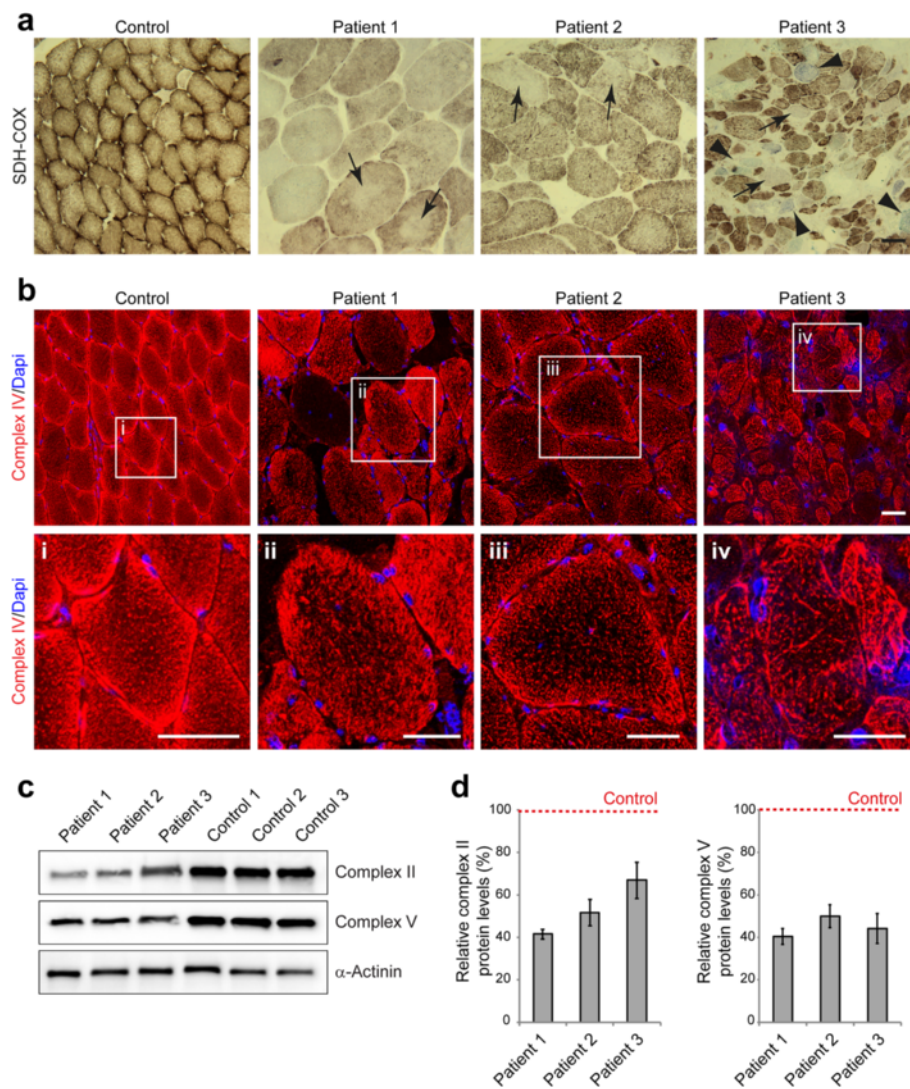 a
Control Patient 1 Patient 2 Patient 3
SDH-COX
b
Control Patient 1 Patient 2 Patient 3
Complex IV/Dapi
i ii iii iv
Complex IV/Dapi
i ii iii iv
c
Patient 1 Patient 2 Patient 3 Control 1 Control 2 Control 3
Complex II
Complex V
α-Actinin
d
Relative complex II
protein levels (%)
100
80
60
40
20
0
Control
Patient 1 Patient 2 Patient 3
Relative complex V
protein levels (%)
100
80
60
40
20
0
Control
Patient 1 Patient 2 Patient 3